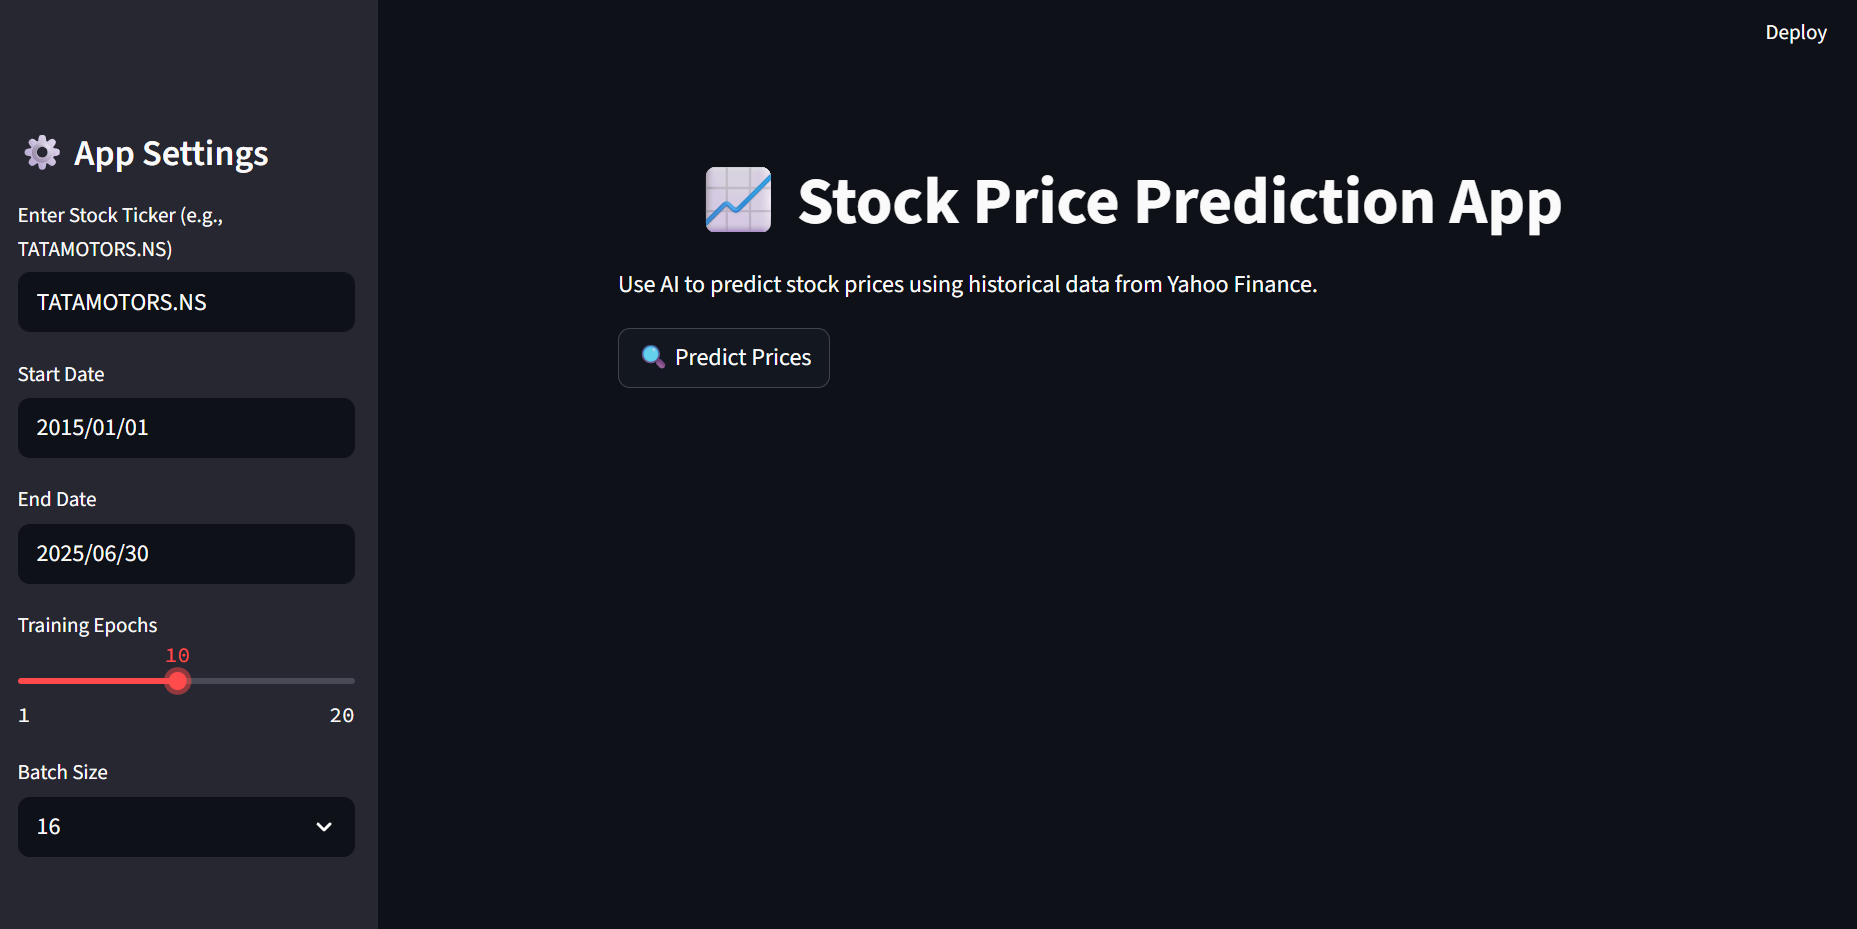 Deploy
App Settings
Enter Stock Ticker (e.g.,
TATAMOTORS.NS)
TATAMOTORS.NS
Start Date
2015/01/01
End Date
2025/06/30
Training Epochs
10
1 20
Batch Size
16
Stock Price Prediction App
Use AI to predict stock prices using historical data from Yahoo Finance.
Predict Prices